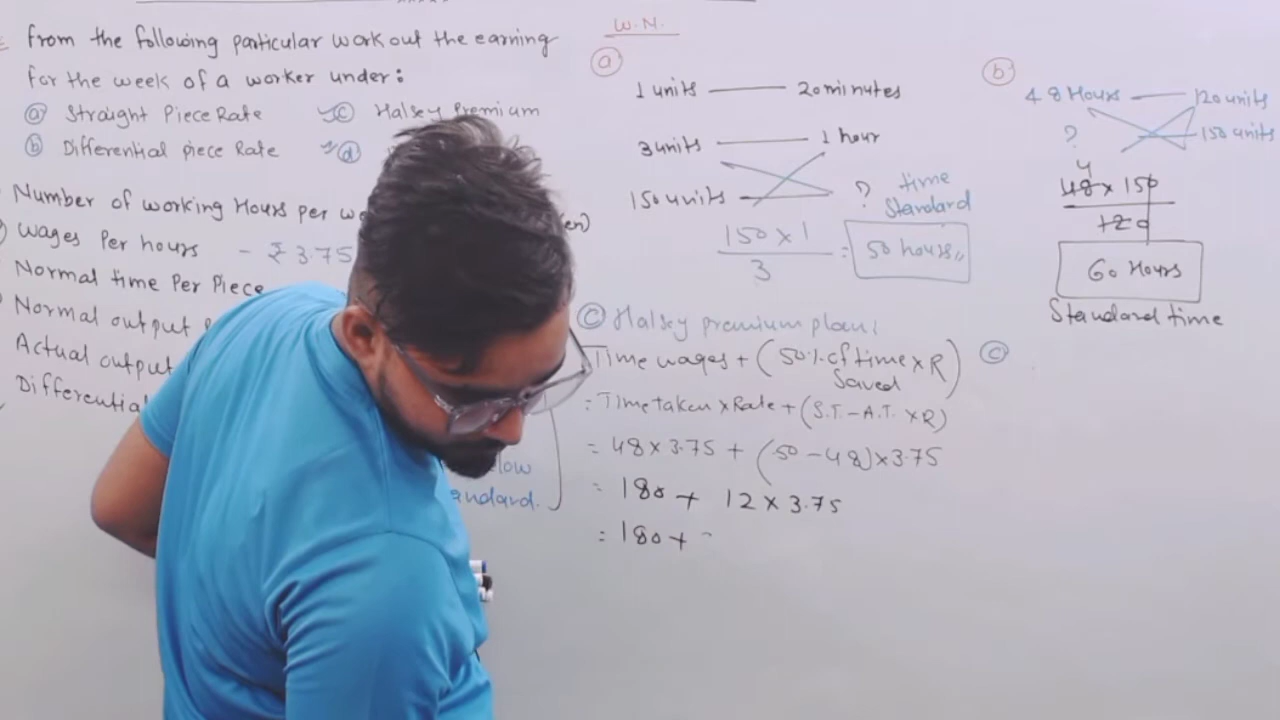 from the following particular work out the earning
for the week of a worker under:
(a) Straight Piece Rate (c) Halsey Premium
(b) Differential piece Rate (d)
Number of working Hours per
Wages Per hours - ₹ 3.75
Normal time Per Piece
Normal output
Actual output
Differential
andard.
W.N.
(a)
1 units — 20 minutes
3 units — 1 hour
150 units — ? time
Standard
150 x 1
3
= 50 hours
(c) Halsey premium plan:
Time wages + (50% of time x R)
Saved
= Time taken x Rate + (S.T. - A.T. x R)
= 48 x 3.75 + (50 - 48) x 3.75
= 180 + 12 x 3.75
= 180 +
(b)
48 Hours — 120 units
? — 150 units
4
48 x 150
120
60 Hours
Standard time
(c)